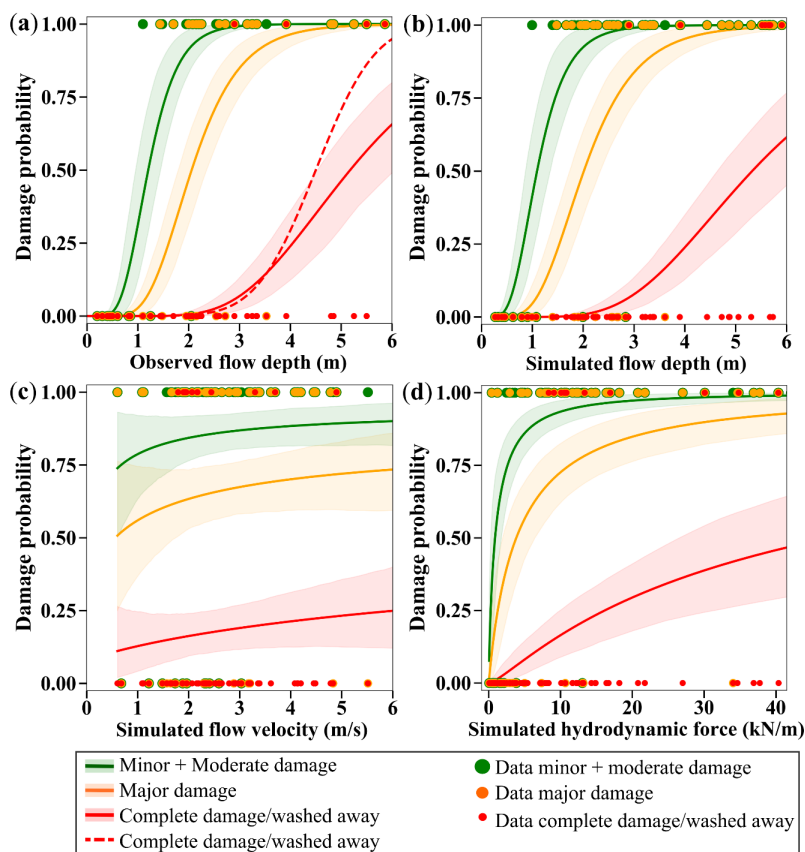 (a)
1.00
0.75
0.50
0.25
0.00
Damage probability
0 1 2 3 4 5 6
Observed flow depth (m)
(b)
1.00
0.75
0.50
0.25
0.00
Damage probability
0 1 2 3 4 5 6
Simulated flow depth (m)
(c)
1.00
0.75
0.50
0.25
0.00
Damage probability
0 1 2 3 4 5 6
Simulated flow velocity (m/s)
(d)
1.00
0.75
0.50
0.25
0.00
Damage probability
0 10 20 30 40
Simulated hydrodynamic force (kN/m)
Minor + Moderate damage
Major damage
Complete damage/washed away
Complete damage/washed away
Data minor + moderate damage
Data major damage
Data complete damage/washed away